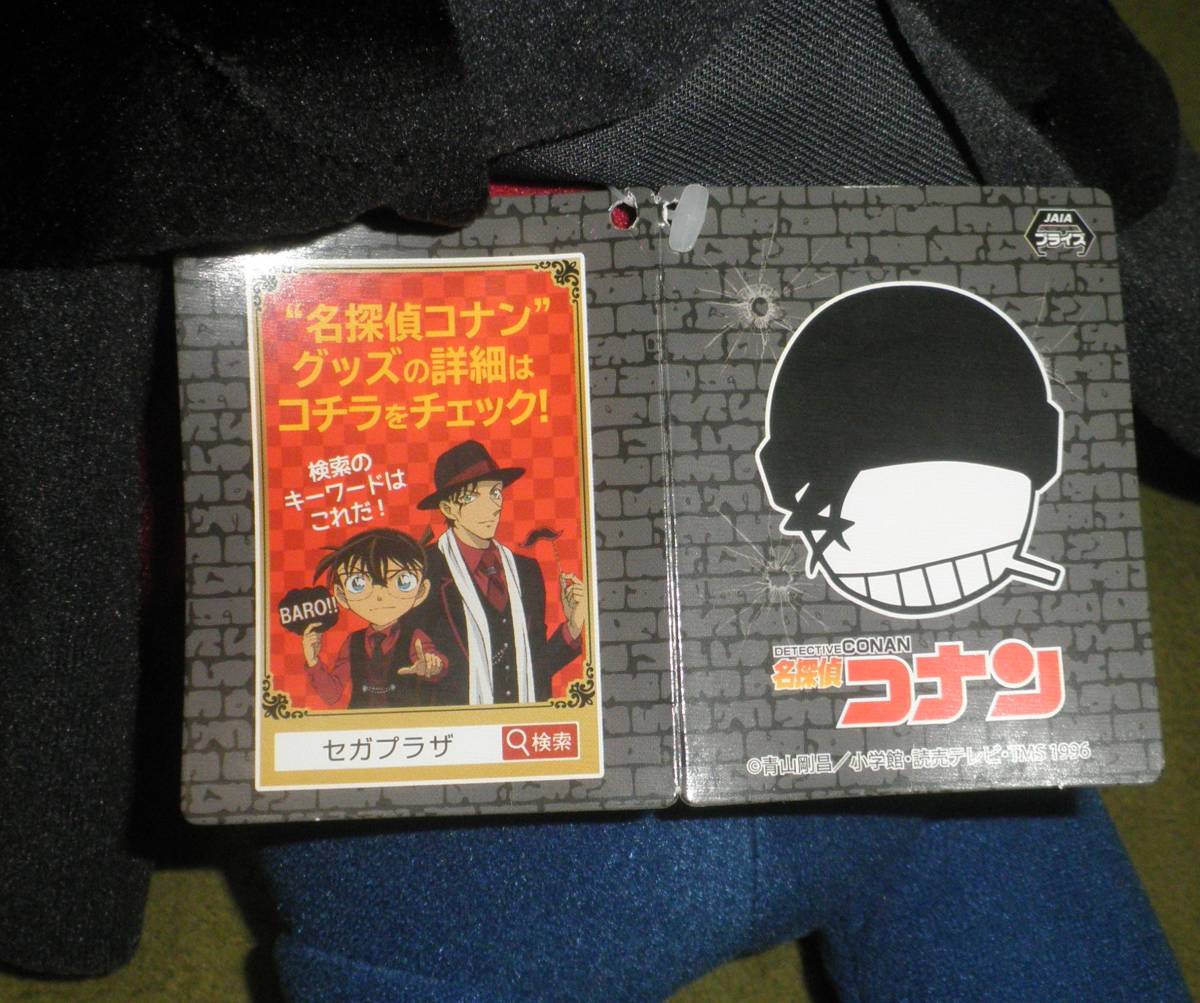 “名探偵コナン”
グッズの詳細は
コチラをチェック!
検索の
キーワードは
これだ!
BARO!!
セガプラザ
検索
JAIA
プライズ
DETECTIVE CONAN
名探偵コナン
©青山剛昌／小学館・読売テレビ・TMS 1996